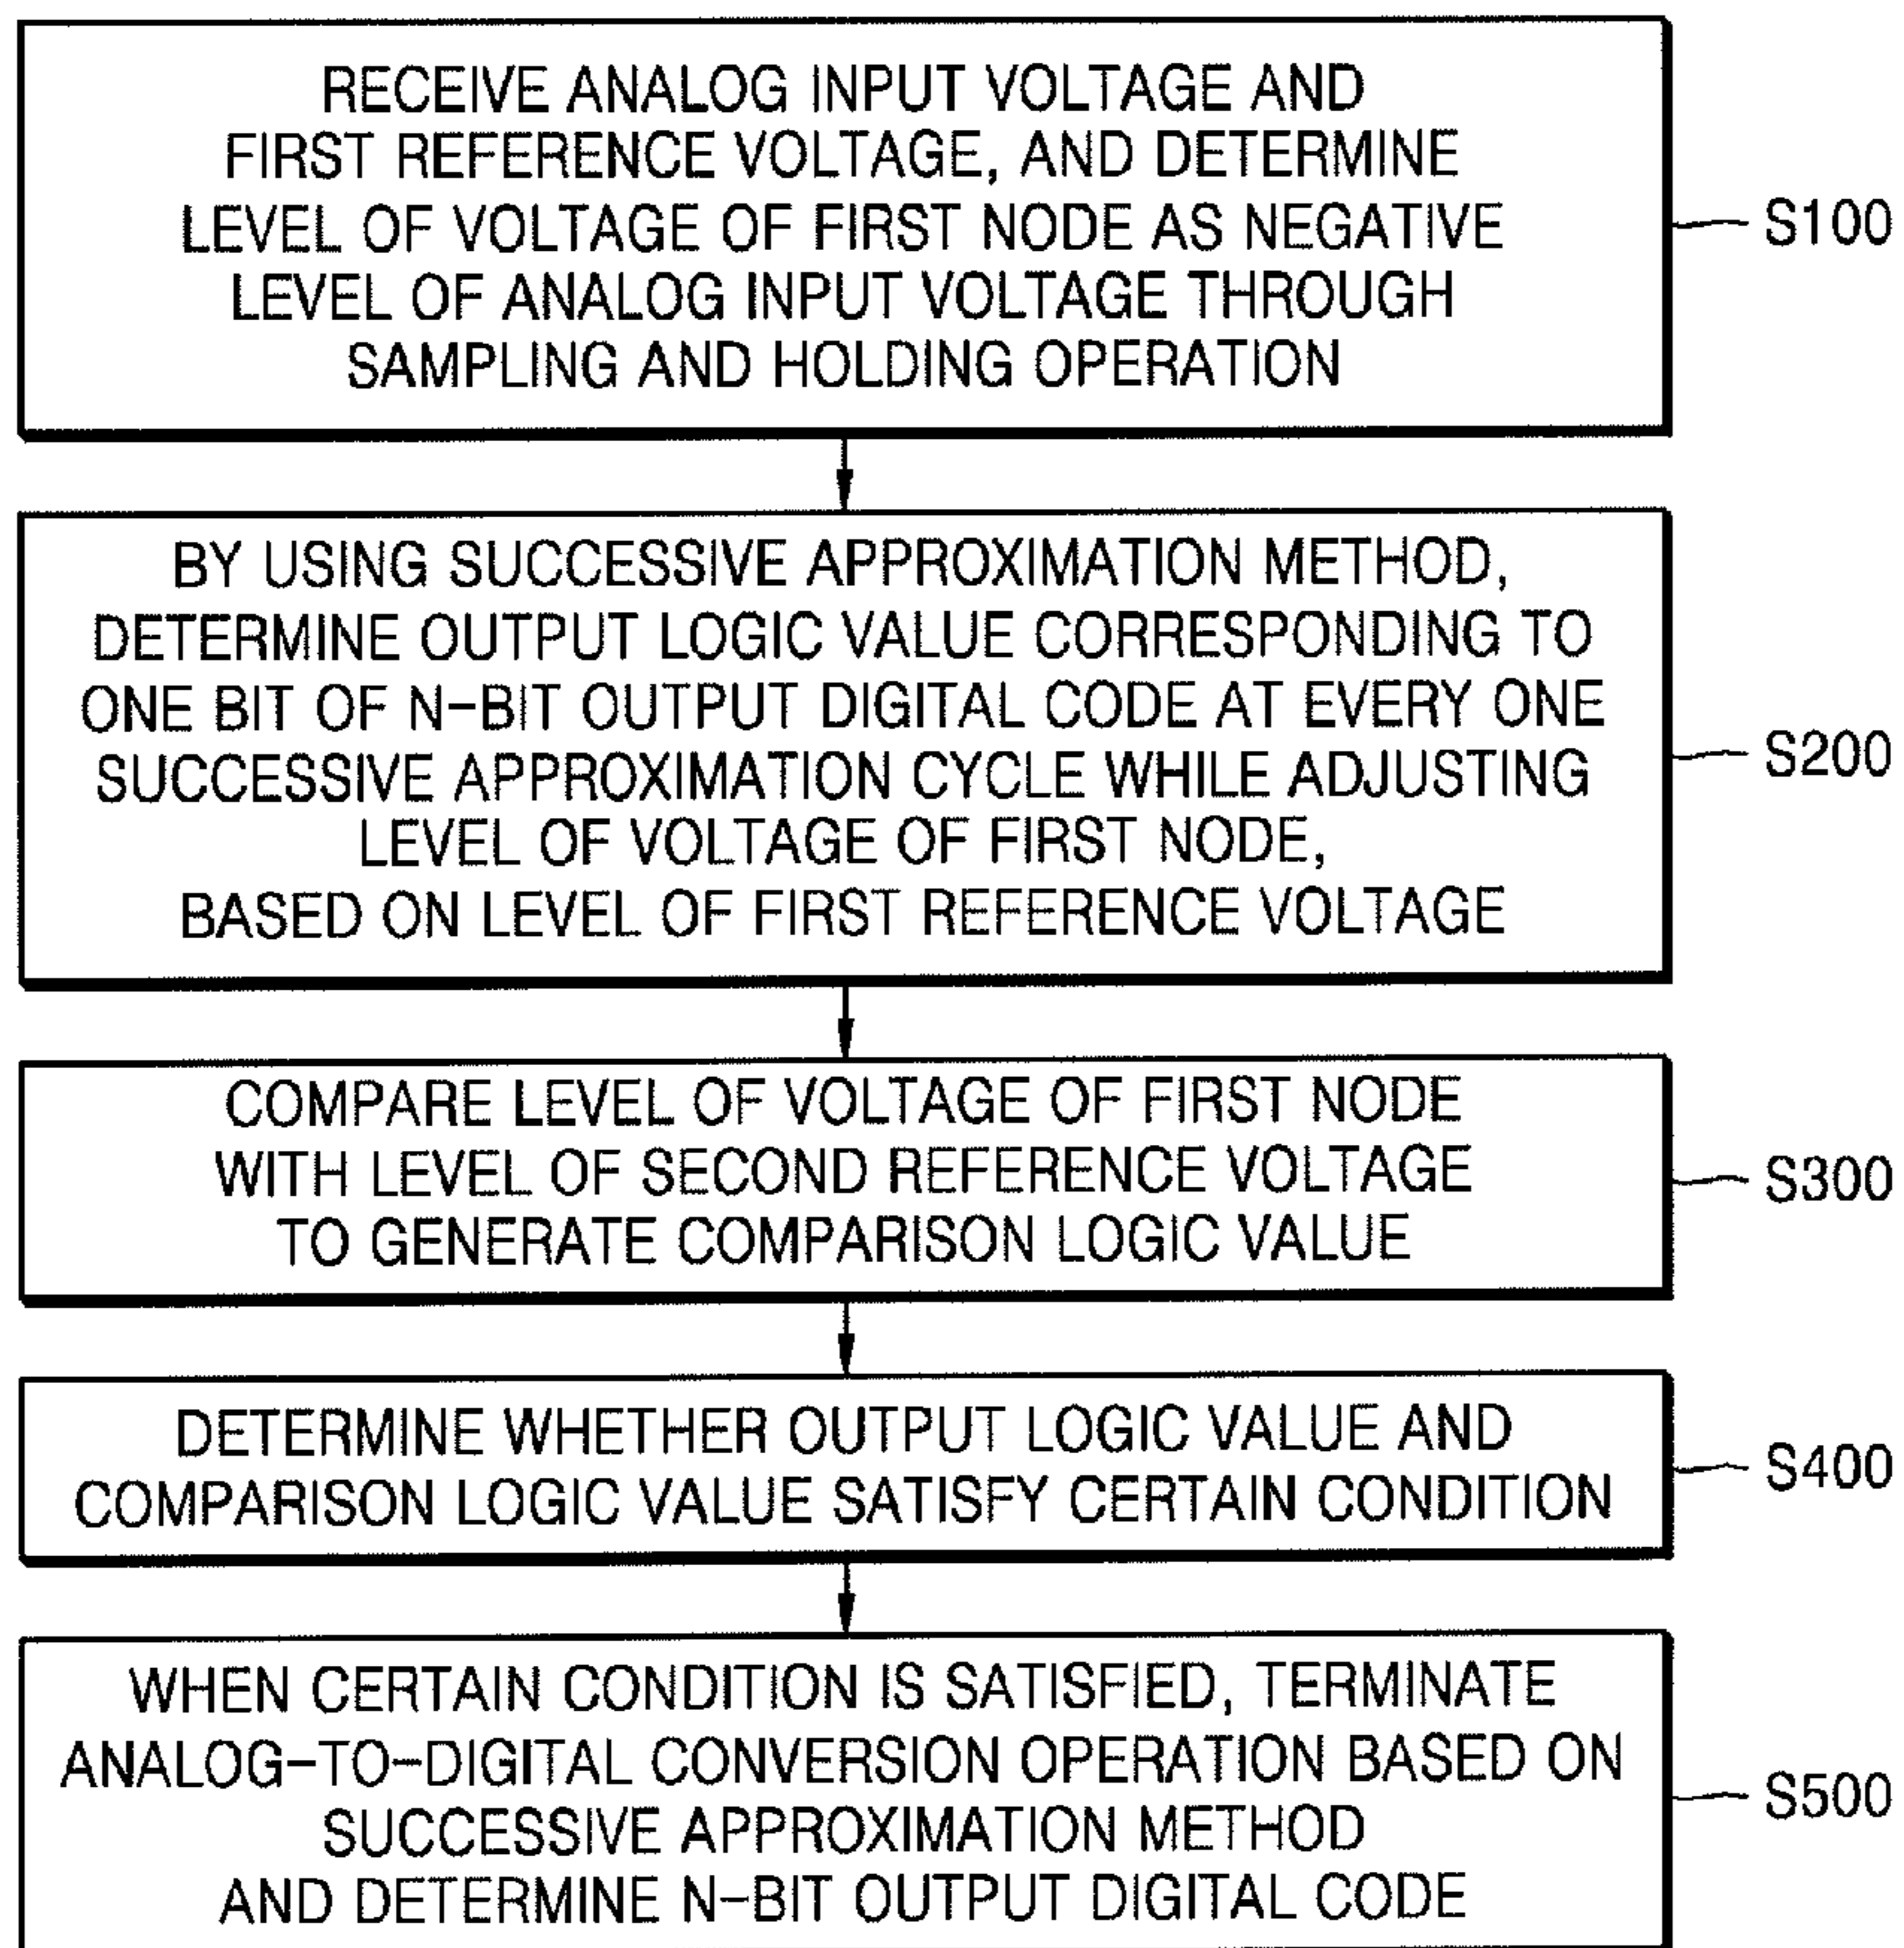 RECEIVE ANALOG INPUT VOLTAGE AND
FIRST REFERENCE VOLTAGE, AND DETERMINE
LEVEL OF VOLTAGE OF FIRST NODE AS NEGATIVE
LEVEL OF ANALOG INPUT VOLTAGE THROUGH
SAMPLING AND HOLDING OPERATION
S100
BY USING SUCCESSIVE APPROXIMATION METHOD,
DETERMINE OUTPUT LOGIC VALUE CORRESPONDING TO
ONE BIT OF N-BIT OUTPUT DIGITAL CODE AT EVERY ONE
SUCCESSIVE APPROXIMATION CYCLE WHILE ADJUSTING
LEVEL OF VOLTAGE OF FIRST NODE,
BASED ON LEVEL OF FIRST REFERENCE VOLTAGE
S200
COMPARE LEVEL OF VOLTAGE OF FIRST NODE
WITH LEVEL OF SECOND REFERENCE VOLTAGE
TO GENERATE COMPARISON LOGIC VALUE
S300
DETERMINE WHETHER OUTPUT LOGIC VALUE AND
COMPARISON LOGIC VALUE SATISFY CERTAIN CONDITION
S400
WHEN CERTAIN CONDITION IS SATISFIED, TERMINATE
ANALOG-TO-DIGITAL CONVERSION OPERATION BASED ON
SUCCESSIVE APPROXIMATION METHOD
AND DETERMINE N-BIT OUTPUT DIGITAL CODE
S500